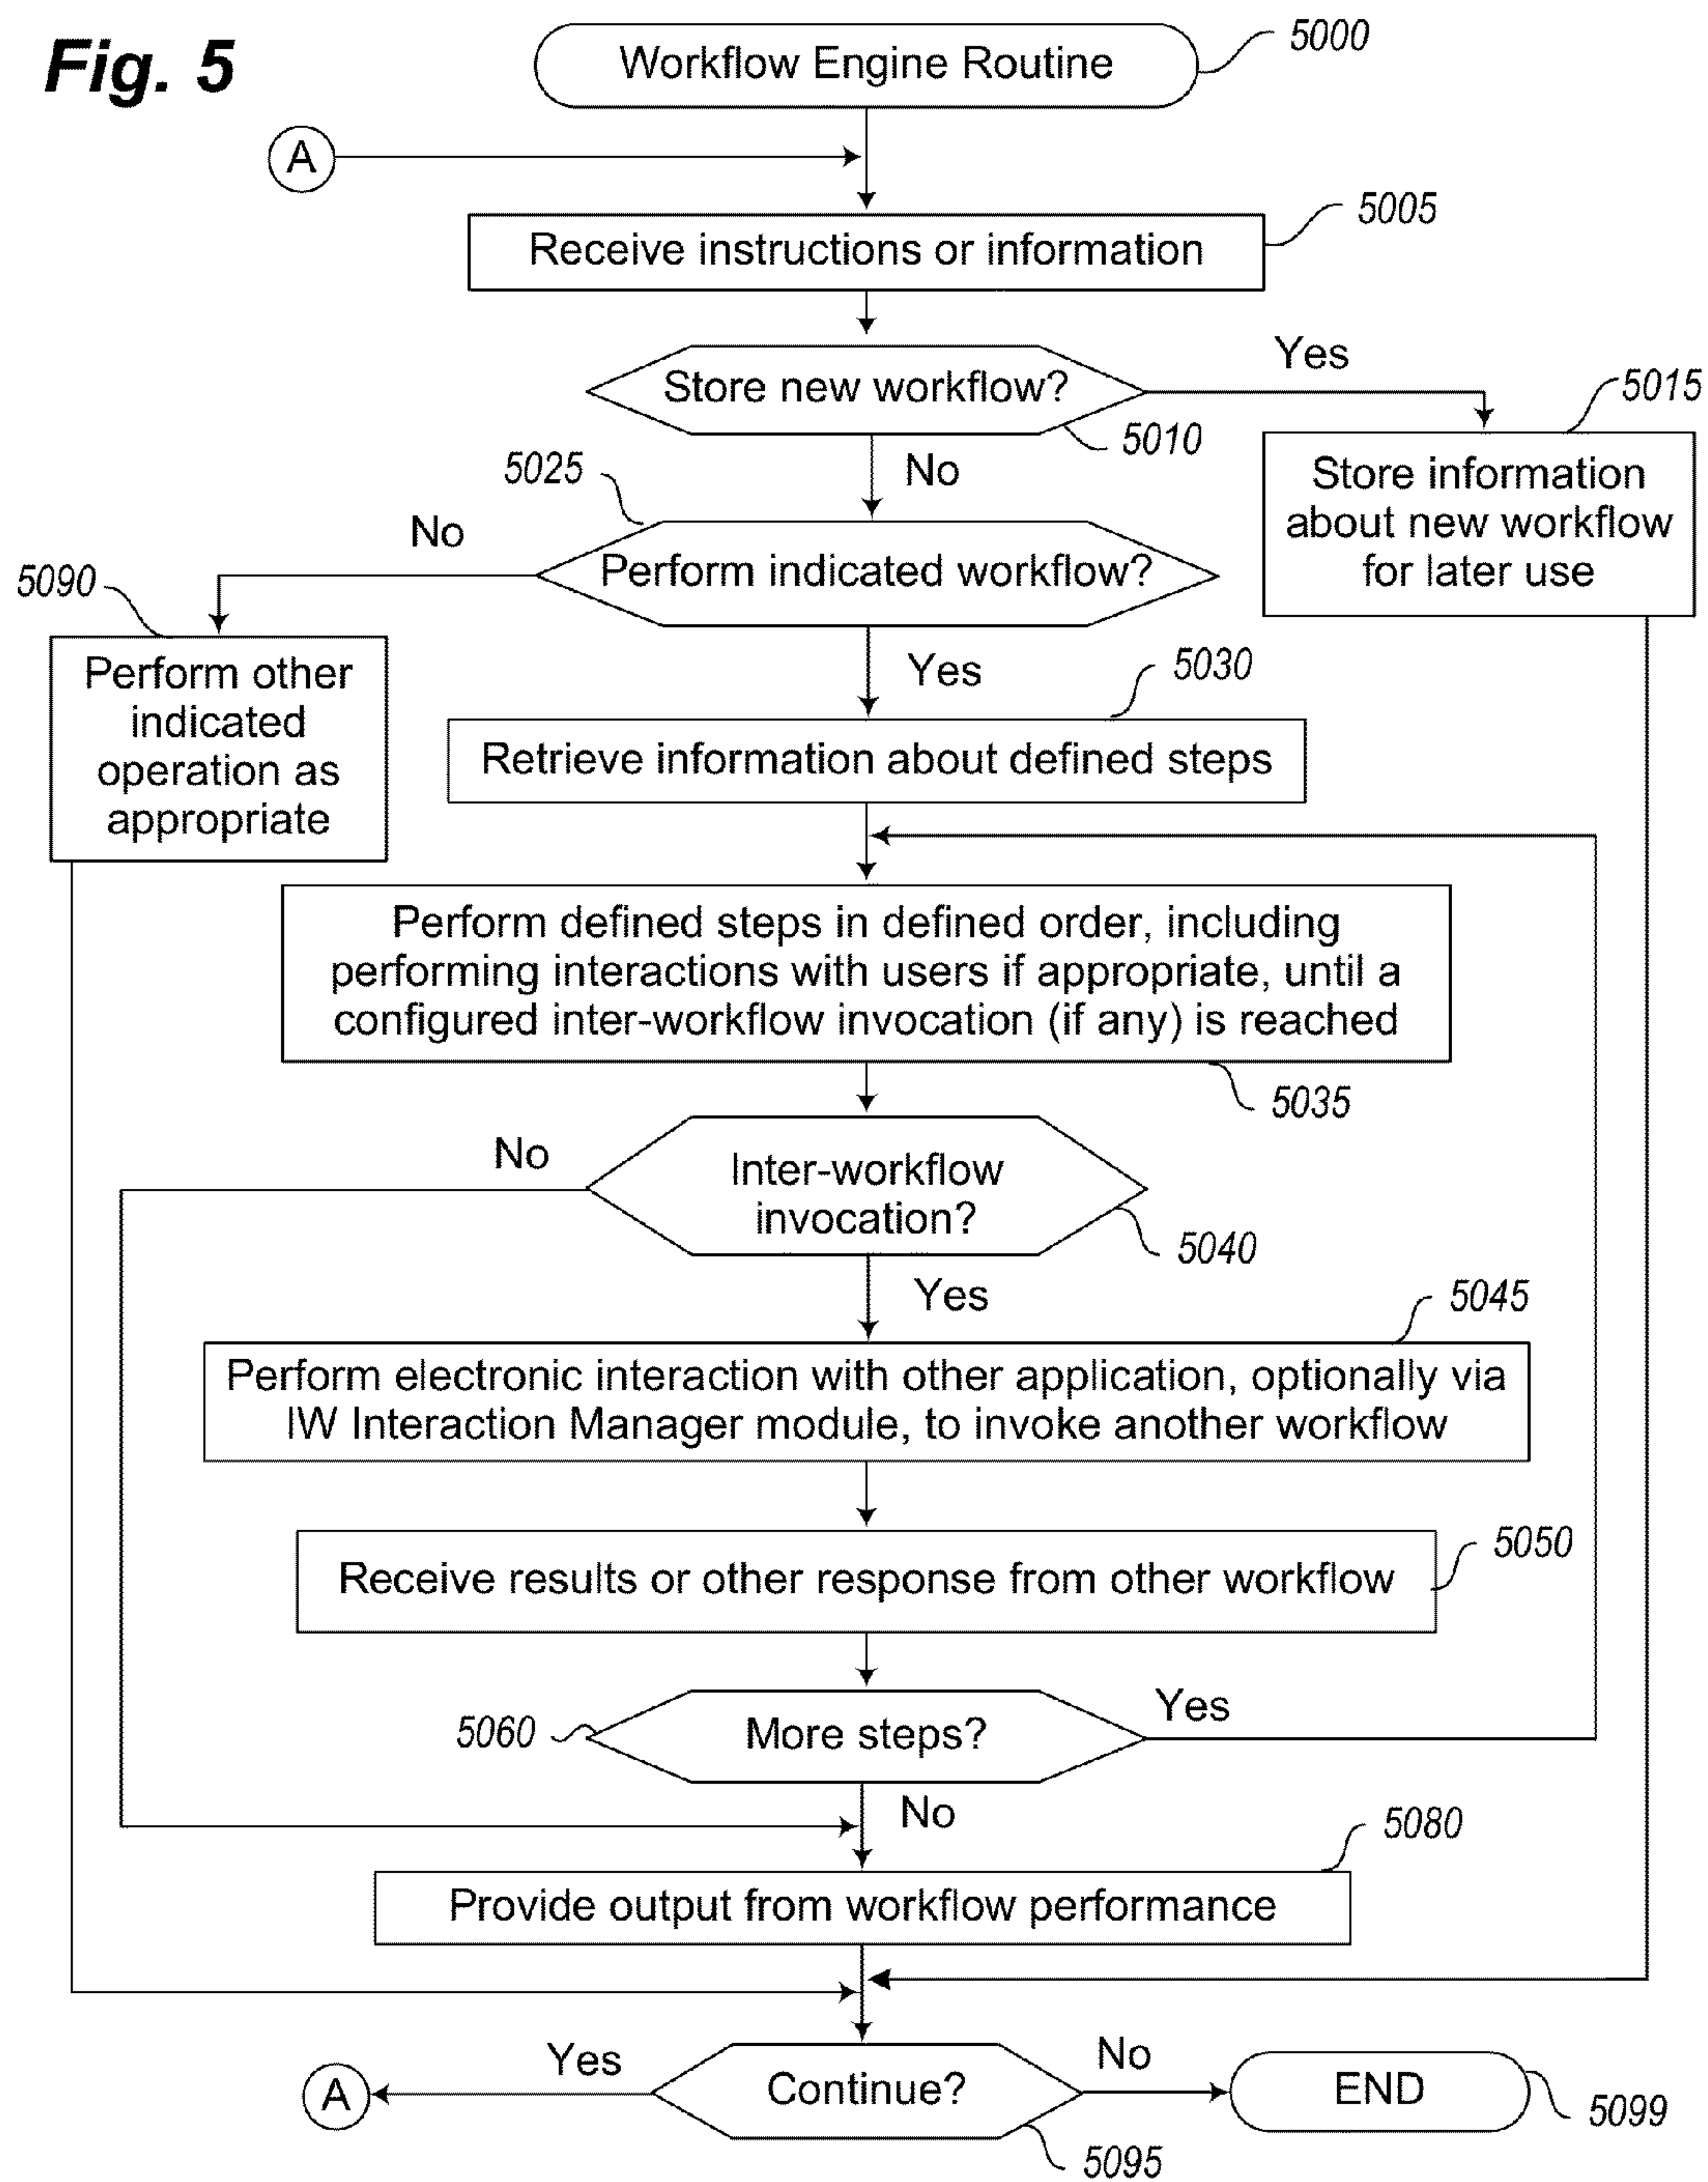 Fig. 5
Workflow Engine Routine
5000
A
5005
Receive instructions or information
Yes
Store new workflow?
5015
5010
Store information
about new workflow
for later use
5025
No
No
Perform indicated workflow?
5090
Perform other
indicated
operation as
appropriate
Yes
5030
Retrieve information about defined steps
Perform defined steps in defined order, including
performing interactions with users if appropriate, until a
configured inter-workflow invocation (if any) is reached
5035
No
Inter-workflow
invocation?
5040
Yes
5045
Perform electronic interaction with other application, optionally via
IW Interaction Manager module, to invoke another workflow
5050
Receive results or other response from other workflow
5060
More steps?
Yes
No
5080
Provide output from workflow performance
Yes
No
A
Continue?
END
5099
5095